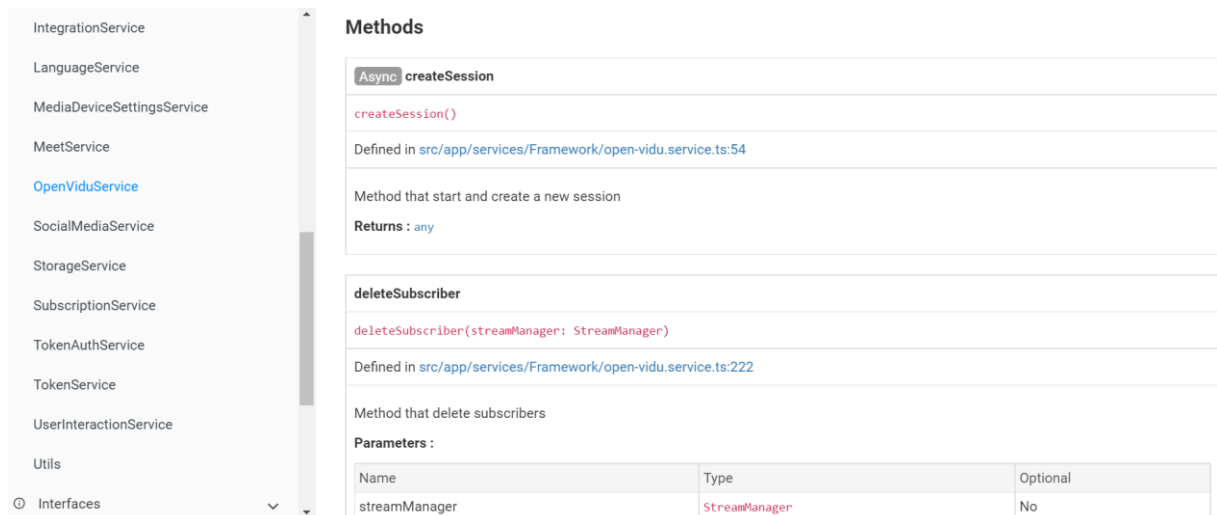 IntegrationService
LanguageService
MediaDeviceSettingsService
MeetService
OpenViduService
SocialMediaService
StorageService
SubscriptionService
TokenAuthService
TokenService
UserInteractionService
Utils
Interfaces
Methods
Async createSession
createSession()
Defined in src/app/services/Framework/open-vidu.service.ts:54
Method that start and create a new session
Returns : any
deleteSubscriber
deleteSubscriber(streamManager: StreamManager)
Defined in src/app/services/Framework/open-vidu.service.ts:222
Method that delete subscribers
Parameters :
Name Type Optional
streamManager StreamManager No